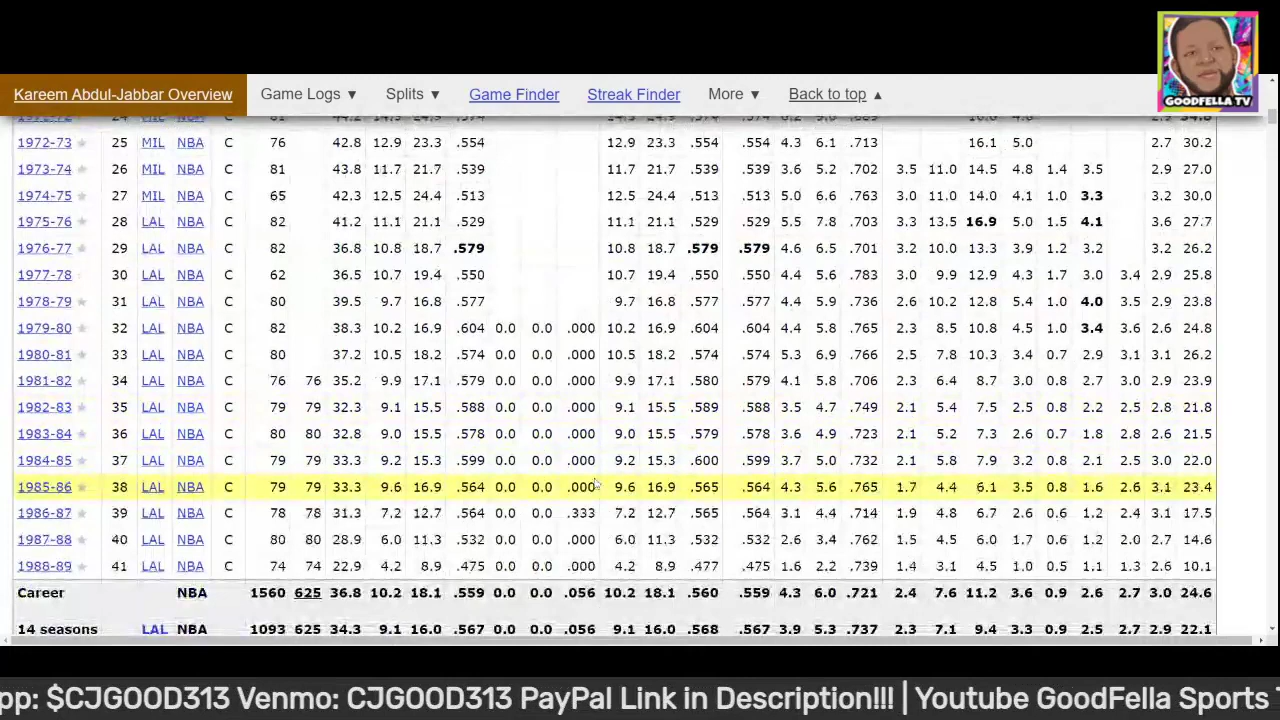 GOODFELLA TV
Kareem Abdul-Jabbar Overview Game Logs ▼ Splits ▼ Game Finder Streak Finder More ▼ Back to top ▲
1972-73 25 MIL NBA C 76 42.8 12.9 23.3 .554 12.9 23.3 .554 .554 4.3 6.1 .713 16.1 5.0 2.7 30.2
1973-74 26 MIL NBA C 81 43.8 11.7 21.7 .539 11.7 21.7 .539 .539 3.6 5.2 .702 3.5 11.0 14.5 4.8 1.4 3.5 2.9 27.0
1974-75 27 MIL NBA C 65 42.3 12.5 24.4 .513 12.5 24.4 .513 .513 5.0 6.6 .763 3.0 11.0 14.0 4.1 1.0 3.3 3.2 30.0
1975-76 28 LAL NBA C 82 41.2 11.1 21.1 .529 11.1 21.1 .529 .529 5.5 7.8 .703 3.3 13.5 16.9 5.0 1.5 4.1 3.6 27.7
1976-77 29 LAL NBA C 82 36.8 10.8 18.7 .579 10.8 18.7 .579 .579 4.6 6.5 .701 3.2 10.0 13.3 3.9 1.2 3.2 3.2 26.2
1977-78 30 LAL NBA C 62 36.5 10.7 19.4 .550 10.7 19.4 .550 .550 4.4 5.6 .783 3.0 9.9 12.9 4.3 1.7 3.0 3.4 2.9 25.8
1978-79 31 LAL NBA C 80 39.5 9.7 16.8 .577 9.7 16.8 .577 .577 4.4 5.9 .736 2.6 10.2 12.8 5.4 1.0 4.0 3.5 2.9 23.8
1979-80 32 LAL NBA C 82 38.3 10.2 16.9 .604 0.0 0.0 .000 10.2 16.9 .604 .604 4.4 5.8 .765 2.3 8.5 10.8 4.5 1.0 3.4 3.6 2.6 24.8
1980-81 33 LAL NBA C 80 37.2 10.5 18.2 .574 0.0 0.0 .000 10.5 18.2 .574 .574 5.3 6.9 .766 2.5 7.8 10.3 3.4 0.7 2.9 3.1 3.1 26.2
1981-82 34 LAL NBA C 76 76 35.2 9.9 17.1 .579 0.0 0.0 .000 9.9 17.1 .580 .579 4.1 5.8 .706 2.3 6.4 8.7 3.0 0.8 2.7 3.0 2.9 23.9
1982-83 35 LAL NBA C 79 79 32.3 9.1 15.5 .588 0.0 0.0 .000 9.1 15.5 .589 .588 3.5 4.7 .749 2.1 5.4 7.5 2.5 0.8 2.2 2.5 2.8 21.8
1983-84 36 LAL NBA C 80 80 32.8 9.0 15.5 .578 0.0 0.0 .000 9.0 15.5 .579 .578 3.6 4.9 .723 2.1 5.2 7.3 2.6 0.7 1.8 2.8 2.6 21.5
1984-85 37 LAL NBA C 79 79 33.3 9.2 15.3 .599 0.0 0.0 .000 9.2 15.3 .600 .599 3.7 5.0 .732 2.1 5.8 7.9 3.2 0.8 2.1 2.5 3.0 22.0
1985-86 38 LAL NBA C 79 79 33.3 9.6 16.9 .564 0.0 0.0 .000 9.6 16.9 .565 .564 4.3 5.6 .765 1.7 4.4 6.1 3.5 0.8 1.6 2.6 3.1 23.4
1986-87 39 LAL NBA C 78 78 31.3 7.2 12.7 .564 0.0 0.0 .333 7.2 12.7 .565 .564 3.1 4.4 .714 1.9 4.8 6.7 2.6 0.6 1.2 2.4 3.1 17.5
1987-88 40 LAL NBA C 80 80 28.9 6.0 11.3 .532 0.0 0.0 .000 6.0 11.3 .532 .532 2.6 3.4 .762 1.5 4.5 6.0 1.7 0.6 1.2 2.0 2.7 14.6
1988-89 41 LAL NBA C 74 74 22.9 4.2 8.9 .475 0.0 0.0 .000 4.2 8.9 .477 .475 1.6 2.2 .739 1.4 3.1 4.5 1.0 0.5 1.1 1.3 2.6 10.1
Career NBA 1560 625 36.8 10.2 18.1 .559 0.0 0.0 .056 10.2 18.1 .560 .559 4.3 6.0 .721 2.4 7.6 11.2 3.6 0.9 2.6 2.7 3.0 24.6
14 seasons LAL NBA 1093 625 34.3 9.1 16.0 .567 0.0 0.0 .056 9.1 16.0 .568 .567 3.9 5.3 .737 2.3 7.1 9.4 3.3 0.9 2.5 2.7 2.9 22.1
pp: $CJGOOD313 Venmo: CJGOOD313 PayPal Link in Description!!! | Youtube GoodFella Sports